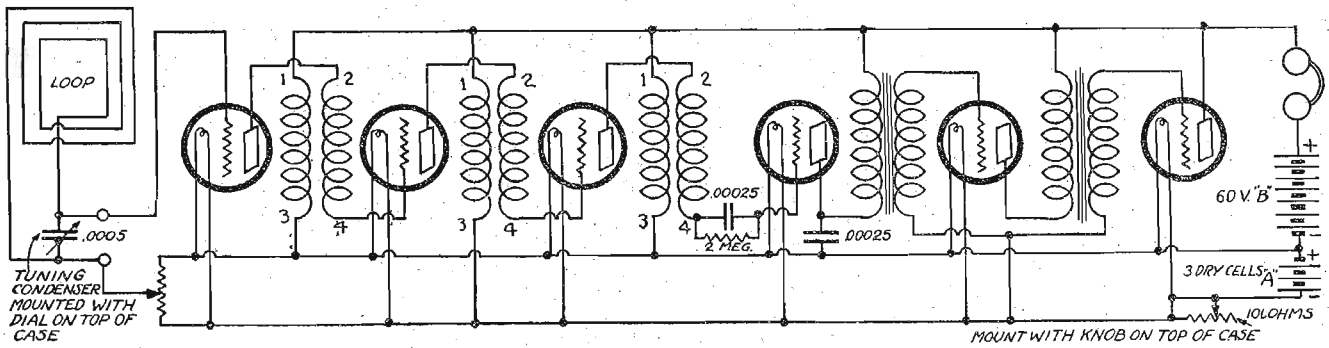 LOOP
.0005
TUNING
CONDENSER
MOUNTED WITH
DIAL ON TOP OF
CASE
1 2
3 4
1 2
3 4
1 2
3 4
.00025
2 MEG.
.00025
+
60 V. "B"
-
+
3 DRY CELLS-"A"
-
10 OHMS
MOUNT WITH KNOB ON TOP OF CASE